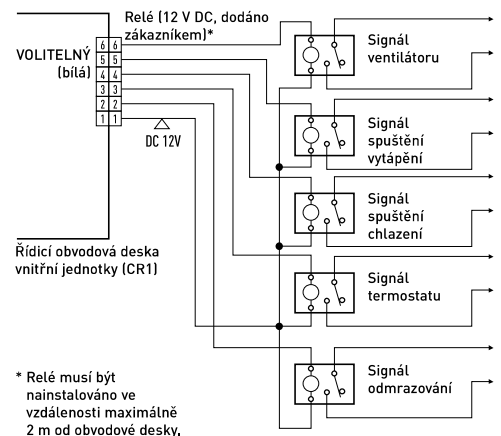 Relé (12 V DC, dodáno
zákazníkem)*
VOLITELNÝ
(bílá)
6 6
5 5
4 4
3 3
2 2
1 1
DC 12V
Signál
ventilátoru
Signál
spuštění
vytápění
Signál
spuštění
chlazení
Signál
termostatu
Signál
odmrazování
Řídicí obvodová deska
vnitřní jednotky (CR1)
* Relé musí být
nainstalováno ve
vzdálenosti maximálně
2 m od obvodové desky,